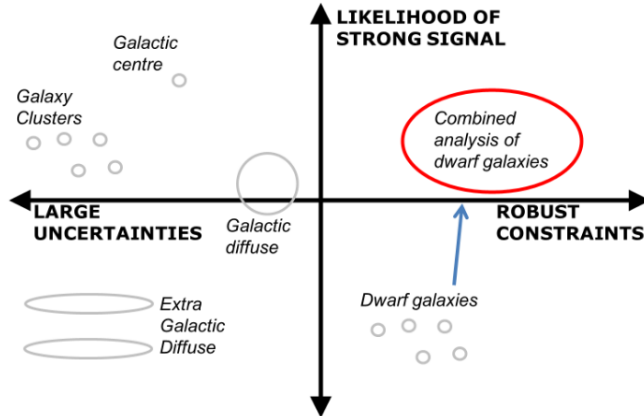 LIKELIHOOD OF
STRONG SIGNAL
Galactic
centre
Galaxy
Clusters
Combined
analysis of
dwarf galaxies
LARGE
UNCERTAINTIES
Galactic
diffuse
ROBUST
CONSTRAINTS
Extra
Galactic
Diffuse
Dwarf galaxies